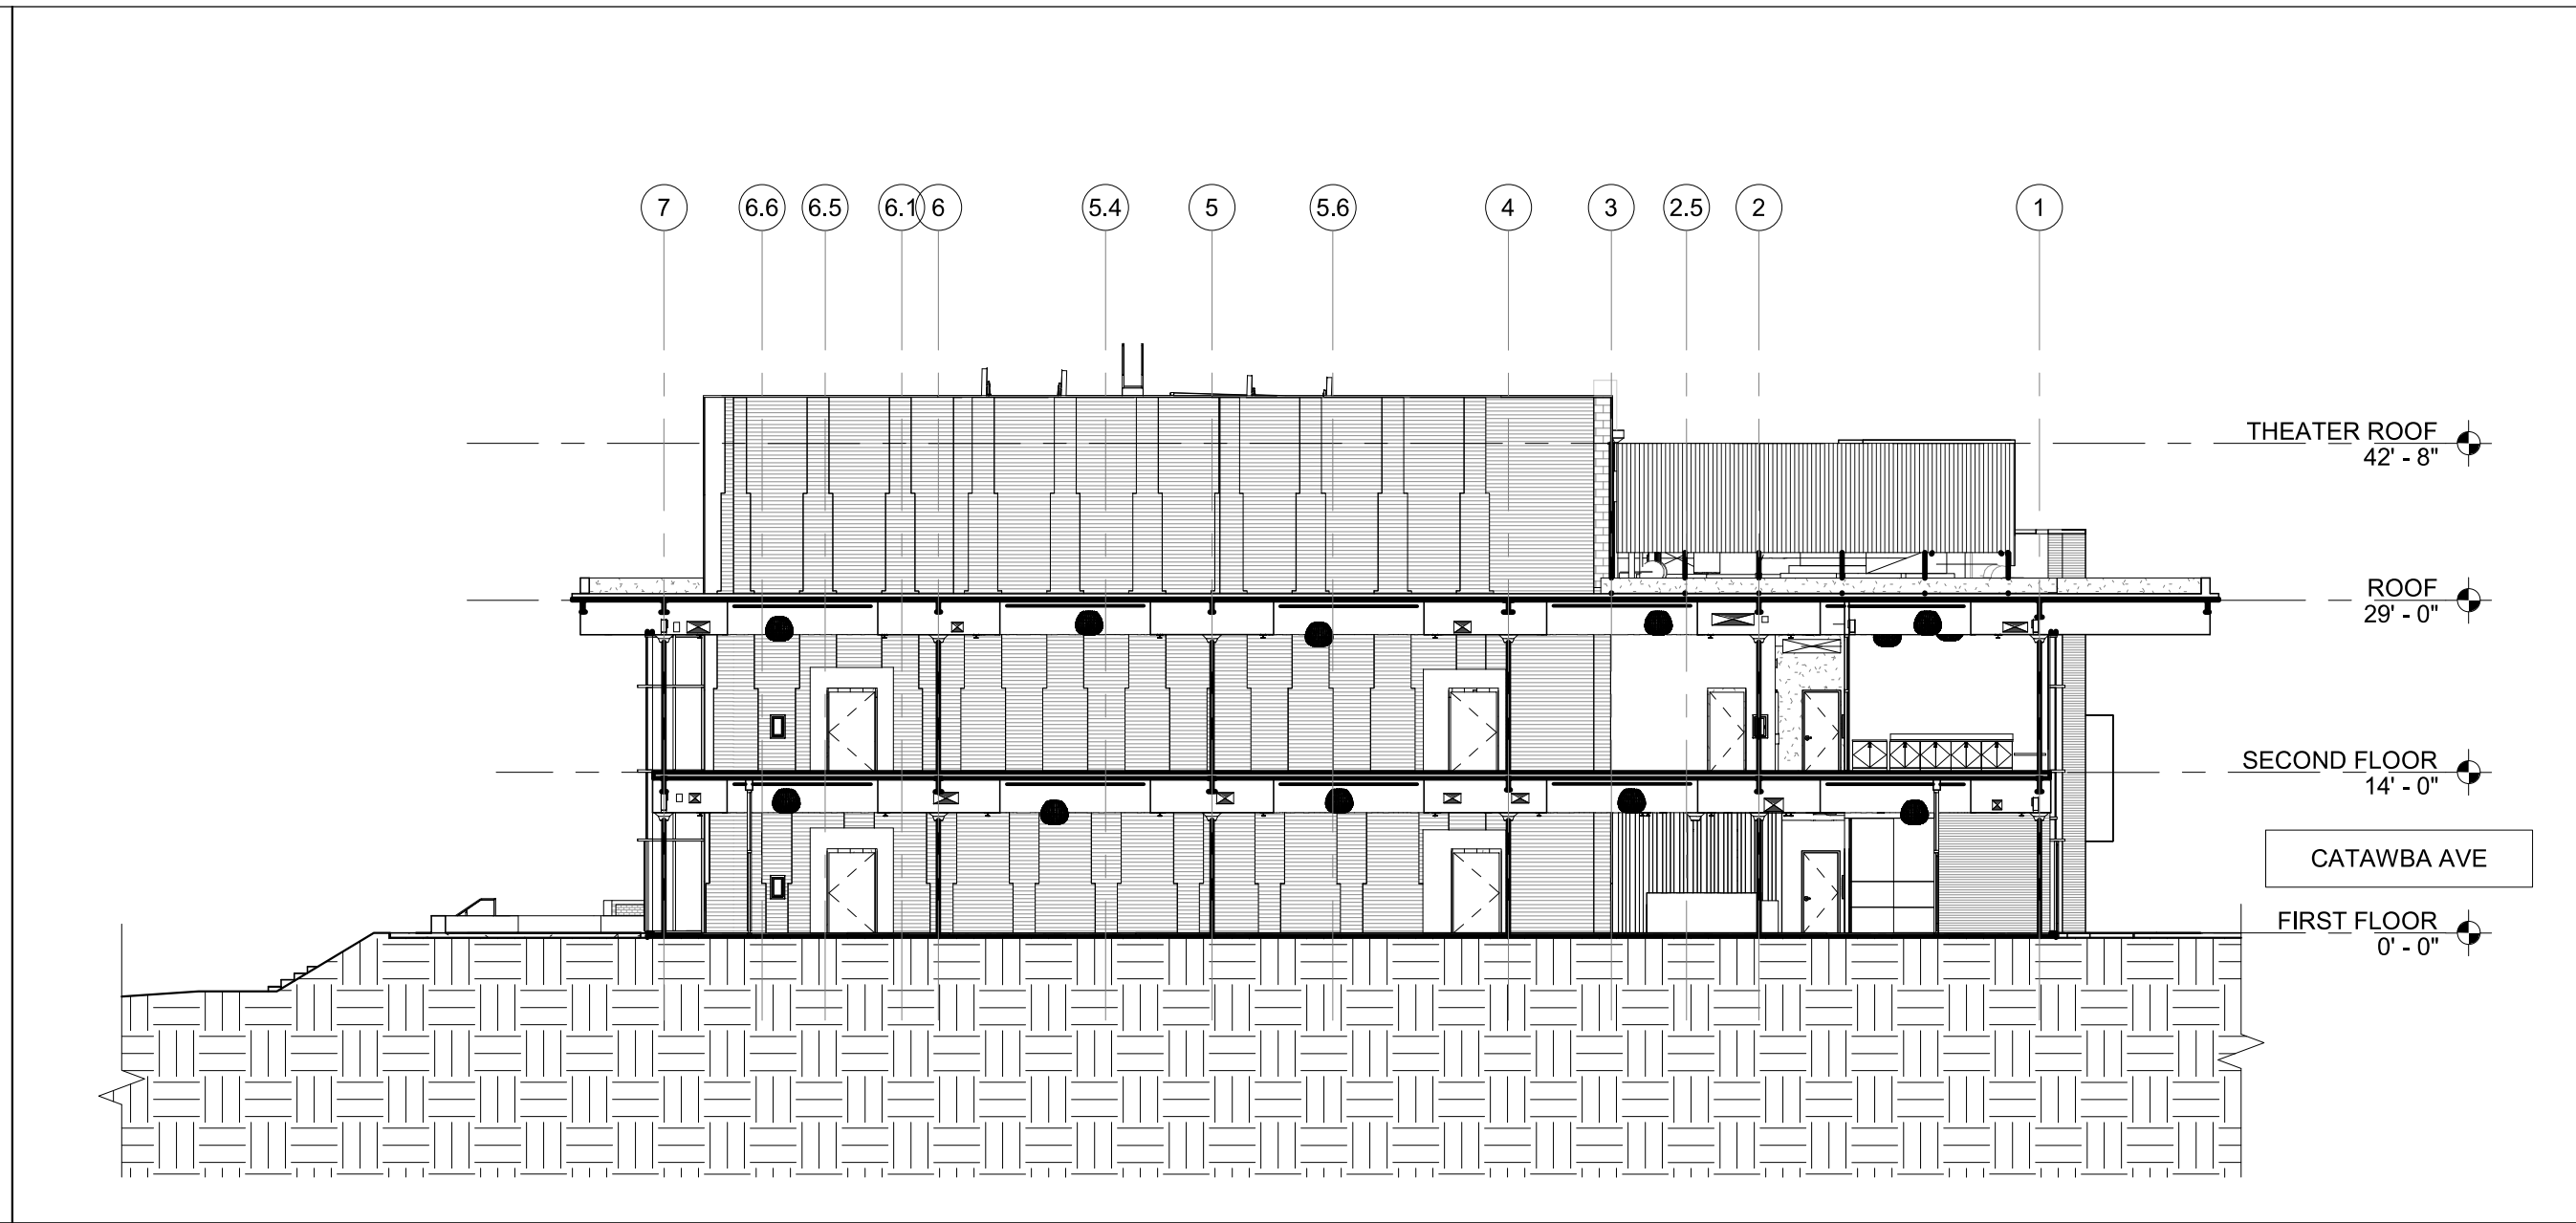 7
6.6
6.5
6.1
6
5.4
5
5.6
4
3
2.5
2
1
THEATER ROOF
42' - 8"
ROOF
29' - 0"
SECOND FLOOR
14' - 0"
CATAWBA AVE
FIRST FLOOR
0' - 0"